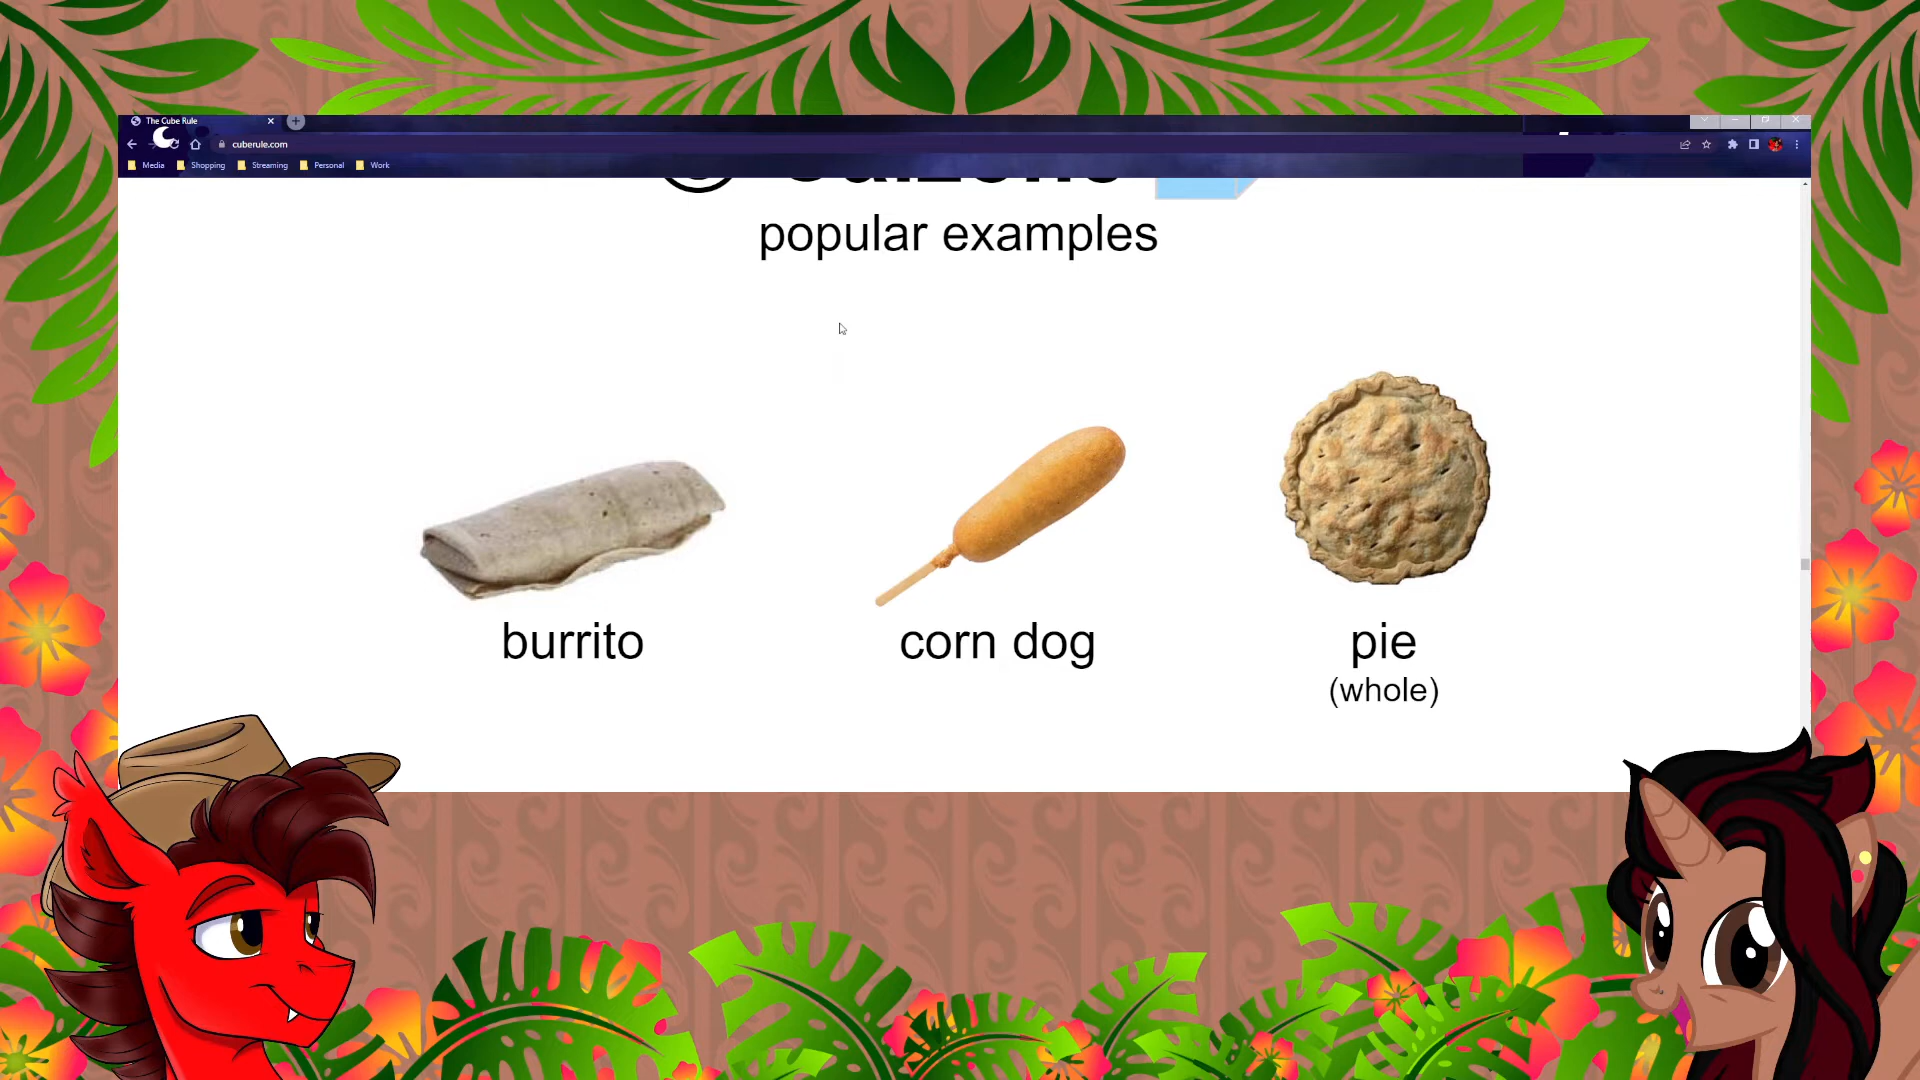 The Cube Rule
cuberule.com
Media Shopping Streaming Personal Work
popular examples
burrito
corn dog
pie
(whole)